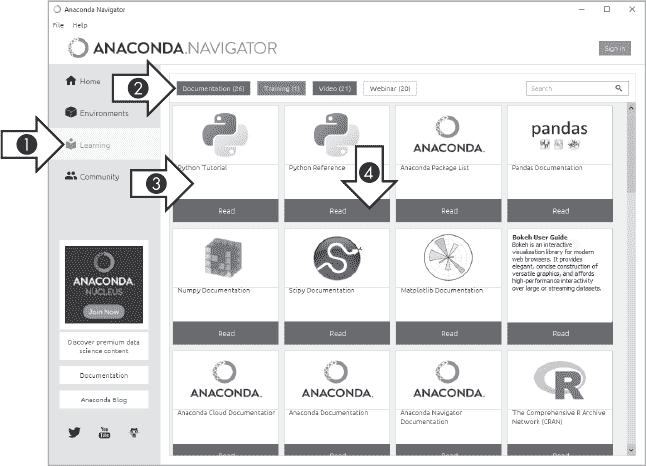 Anaconda Navigator
File Help
ANACONDA.NAVIGATOR
Sign in
Home
Environments
Learning
Community
1
2
3
4
Documentation (26)
Training (1)
Video (21)
Webinar (20)
Search
Python Tutorial
Read
Python Reference
Read
ANACONDA.
Anaconda Package List
Read
pandas
Pandas Documentation
Read
Numpy Documentation
Read
Scipy Documentation
Read
Matplotlib Documentation
Read
Bokeh User Guide
Bokeh is an interactive
visualization library for modern
web browsers. It provides
elegant, concise construction of
versatile graphics, and affords
high-performance interactivity
over large or streaming datasets.
Read
ANACONDA.
Anaconda Cloud Documentation
Read
ANACONDA.
Anaconda Documentation
Read
ANACONDA.
Anaconda Navigator
Documentation
Read
R
The Comprehensive R Archive
Network (CRAN)
Read
ANACONDA.
NUCLEUS
Join Now
Discover premium data
science content
Documentation
Anaconda Blog
You
Tube